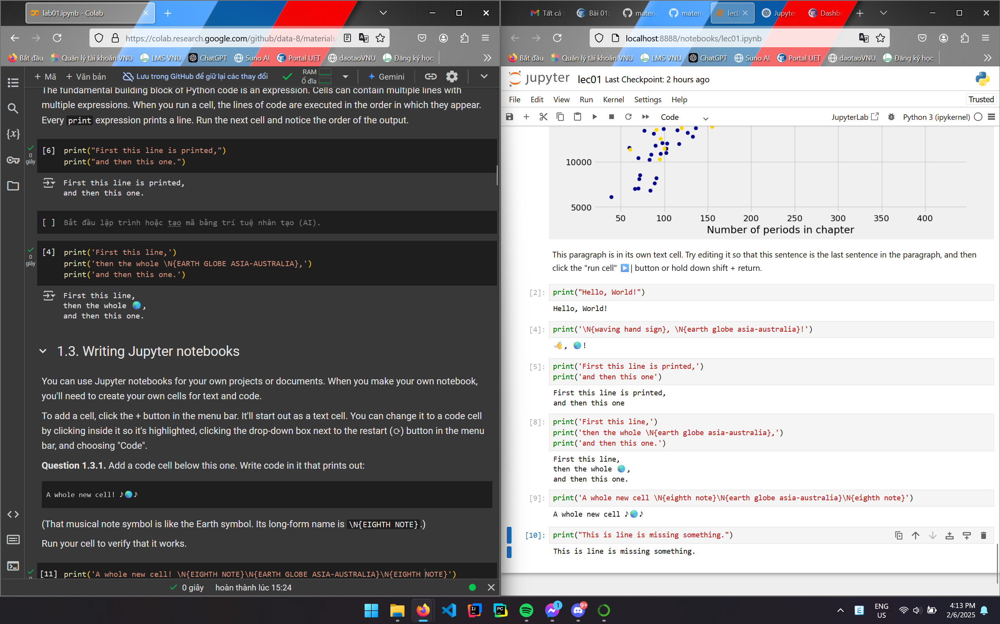 lab01.ipynb - Colab
https://colab.research.google.com/github/data-8/materials-
Bắt đầu
Quản lý tài khoản VNU
LMS VNU
ChatGPT
Suno AI
Portal UET
daotaoVNU
Đăng ký học
+ Mã + Văn bản
Lưu trong GitHub để giữ lại các thay đổi
RAM
Ổ đĩa
Gemini
The fundamental building block of Python code is an expression. Cells can contain multiple lines with
multiple expressions. When you run a cell, the lines of code are executed in the order in which they appear.
Every print expression prints a line. Run the next cell and notice the order of the output.
0
giây
[6] print("First this line is printed,")
print("and then this one.")
First this line is printed,
and then this one.
[ ] Bắt đầu lập trình hoặc tạo mã bằng trí tuệ nhân tạo (AI).
0
giây
[4] print('First this line,')
print('then the whole \N{EARTH GLOBE ASIA-AUSTRALIA},')
print('and then this one.')
First this line,
then the whole 🌏,
and then this one.
1.3. Writing Jupyter notebooks
You can use Jupyter notebooks for your own projects or documents. When you make your own notebook,
you'll need to create your own cells for text and code.
To add a cell, click the + button in the menu bar. It'll start out as a text cell. You can change it to a code cell
by clicking inside it so it's highlighted, clicking the drop-down box next to the restart (⟳) button in the menu
bar, and choosing "Code".
Question 1.3.1. Add a code cell below this one. Write code in it that prints out:
A whole new cell! ♪🌏♪
(That musical note symbol is like the Earth symbol. Its long-form name is \N{EIGHTH NOTE}.)
Run your cell to verify that it works.
[11] print('A whole new cell! \N{EIGHTH NOTE}\N{EARTH GLOBE ASIA-AUSTRALIA}\N{EIGHTH NOTE}')
0 giây hoàn thành lúc 15:24
Tất cả
Bài 01:
materi
materi
lec0
Jupyte
Dashb
localhost:8888/notebooks/lec01.ipynb
Bắt đầu
Quản lý tài khoản VNU
LMS VNU
ChatGPT
Suno AI
Portal UET
daotaoVNU
Đăng ký học
jupyter lec01 Last Checkpoint: 2 hours ago
File Edit View Run Kernel Settings Help
Trusted
Code
JupyterLab
Python 3 (ipykernel)
10000
5000
50 100 150 200 250 300 350 400
Number of periods in chapter
This paragraph is in its own text cell. Try editing it so that this sentence is the last sentence in the paragraph, and then
click the "run cell" ▶️| button or hold down shift + return.
[2]: print("Hello, World!")
Hello, World!
[4]: print('\N{waving hand sign}, \N{earth globe asia-australia}!')
👋, 🌏!
[5]: print('First this line is printed,')
print('and then this one')
First this line is printed,
and then this one
[8]: print('First this line,')
print('then the whole \N{earth globe asia-australia},')
print('and then this one.')
First this line,
then the whole 🌏,
and then this one.
[9]: print('A whole new cell \N{eighth note}\N{earth globe asia-australia}\N{eighth note}')
A whole new cell ♪🌏♪
[10]: print("This is line is missing something.")
This is line is missing something.
IJ
PC
1
9+
E
ENG
US
4:13 PM
2/6/2025